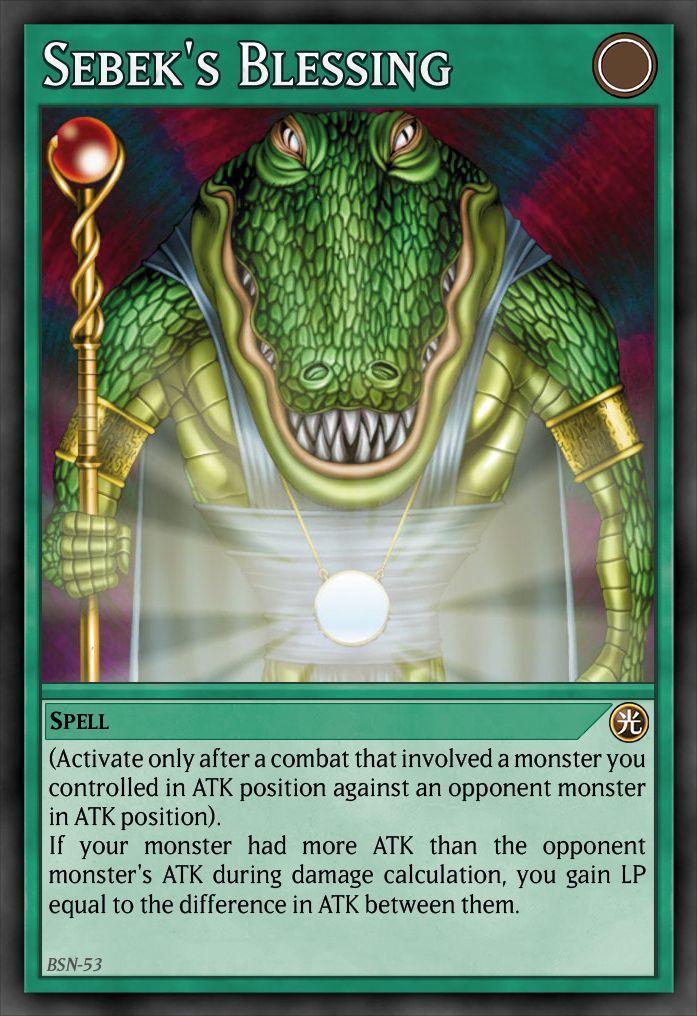 Sebek's Blessing
Spell
光
(Activate only after a combat that involved a monster you
controlled in ATK position against an opponent monster
in ATK position).
If your monster had more ATK than the opponent
monster's ATK during damage calculation, you gain LP
equal to the difference in ATK between them.
BSN-53